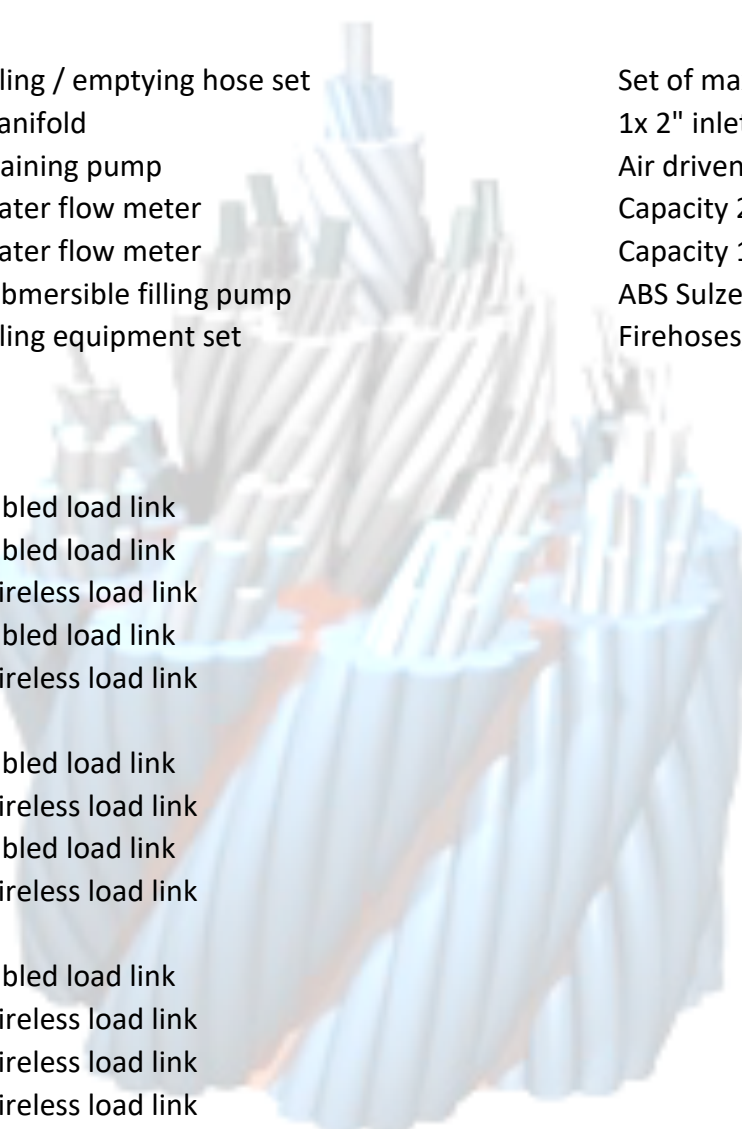 ling / emptying hose set Set of ma
anifold 1x 2" inlet
aining pump Air driven
ater flow meter Capacity 2
ater flow meter Capacity 1
bmersible filling pump ABS Sulze
ling equipment set Firehoses
bled load link
bled load link
ireless load link
bled load link
ireless load link
bled load link
ireless load link
bled load link
ireless load link
bled load link
ireless load link
ireless load link
ireless load link